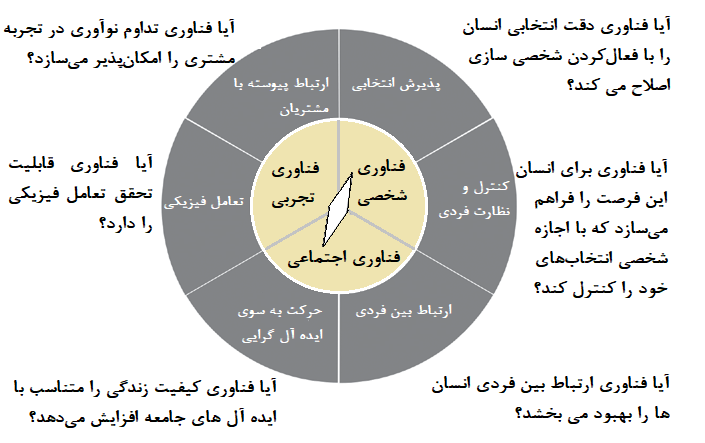 آیا فناوری دقت انتخابی انسان
را با فعال‌کردن شخصی سازی
اصلاح می کند؟
آیا فناوری تداوم نوآوری در تجربه
مشتری را امکان‌پذیر می‌سازد؟
پذیرش انتخابی
ارتباط پیوسته با
مشتریان
فناوری
شخصی
فناوری
تجربی
آیا فناوری برای انسان
این فرصت را فراهم
می‌سازد که با اجازه
شخصی انتخاب‌های
خود را کنترل کند؟
کنترل و
نظارت فردی
تعامل فیزیکی
آیا فناوری قابلیت
تحقق تعامل فیزیکی
را دارد؟
فناوری اجتماعی
ارتباط بین فردی
حرکت به سوی
ایده آل گرایی
آیا فناوری ارتباط بین فردی انسان
ها را بهبود می بخشد؟
آیا فناوری کیفیت زندگی را متناسب با
ایده آل های جامعه افزایش می‌دهد؟